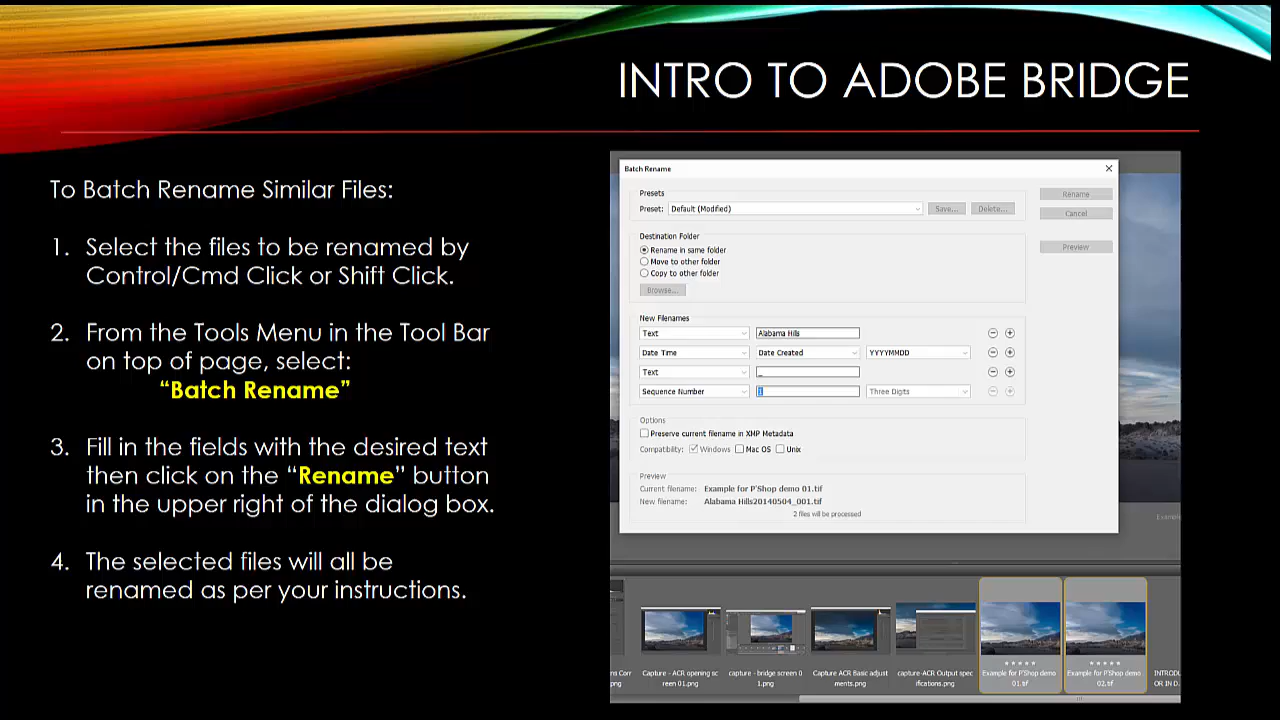 INTRO TO ADOBE BRIDGE
To Batch Rename Similar Files:
1. Select the files to be renamed by
Control/Cmd Click or Shift Click.
2. From the Tools Menu in the Tool Bar
on top of page, select:
“Batch Rename”
3. Fill in the fields with the desired text
then click on the “Rename” button
in the upper right of the dialog box.
4. The selected files will all be
renamed as per your instructions.
Batch Rename
Presets
Preset: Default (Modified) Save... Delete...
Rename
Cancel
Preview
Destination Folder
Rename in same folder
Move to other folder
Copy to other folder
Browse...
New Filenames
Text Alabama Hills
Date Time Date Created YYYYMMDD
Text _
Sequence Number 1 Three Digits
Options
Preserve current filename in XMP Metadata
Compatibility: Windows Mac OS Unix
Preview
Current filename: Example for P'Shop demo 01.tif
New filename: Alabama Hills20140504_001.tif
2 files will be processed
Example
ns Corr
.png
Capture - ACR opening sc
reen 01.png
capture - bridge screen 0
1.png
Capture ACR Basic adjust
ments.png
capture-ACR Output spec
ifications.png
Example for P'Shop demo
01.tif
Example for P'Shop demo
02.tif
INTRODU
OR IN D